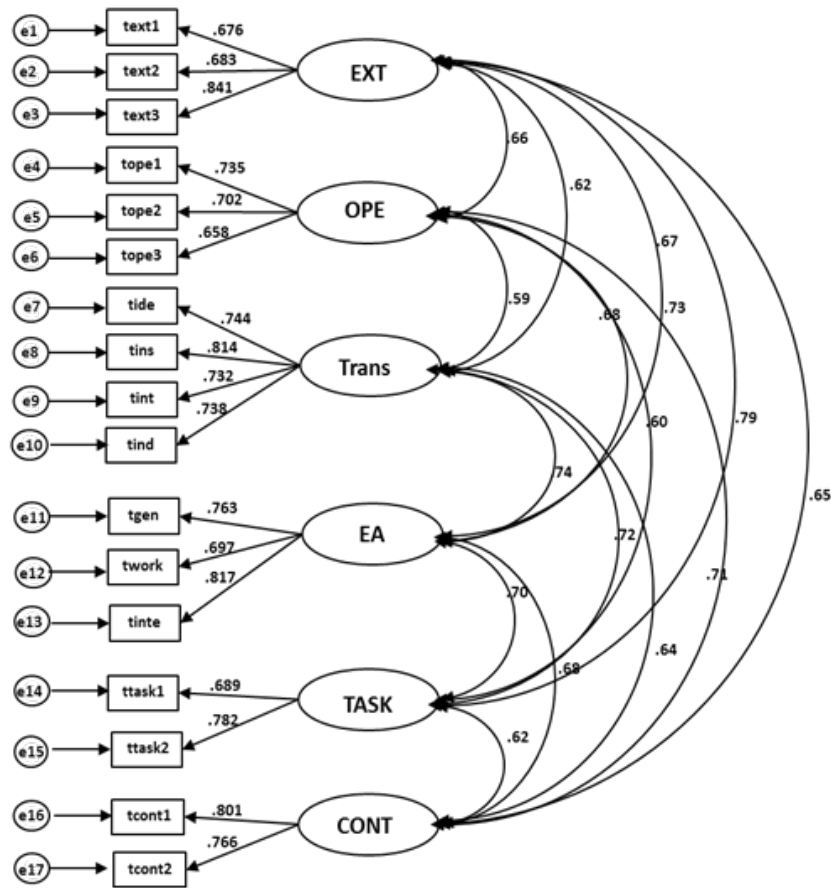 e1 text1 .676
e2 text2 .683 EXT
e3 text3 .841
.66
e4 tope1 .735
.62
e5 tope2 .702 OPE
e6 tope3 .658
.67
e7 tide .744
.59 .68 .73
e8 tins .814
Trans
e9 tint .732
e10 tind .738
.60 .79
.74
.65
e11 tgen .763
EA
.72
e12 twork .697
e13 tinte .817
.70 .71
.64
.68
e14 ttask1 .689
TASK
e15 ttask2 .782
.62
e16 tcont1 .801
CONT
e17 tcont2 .766